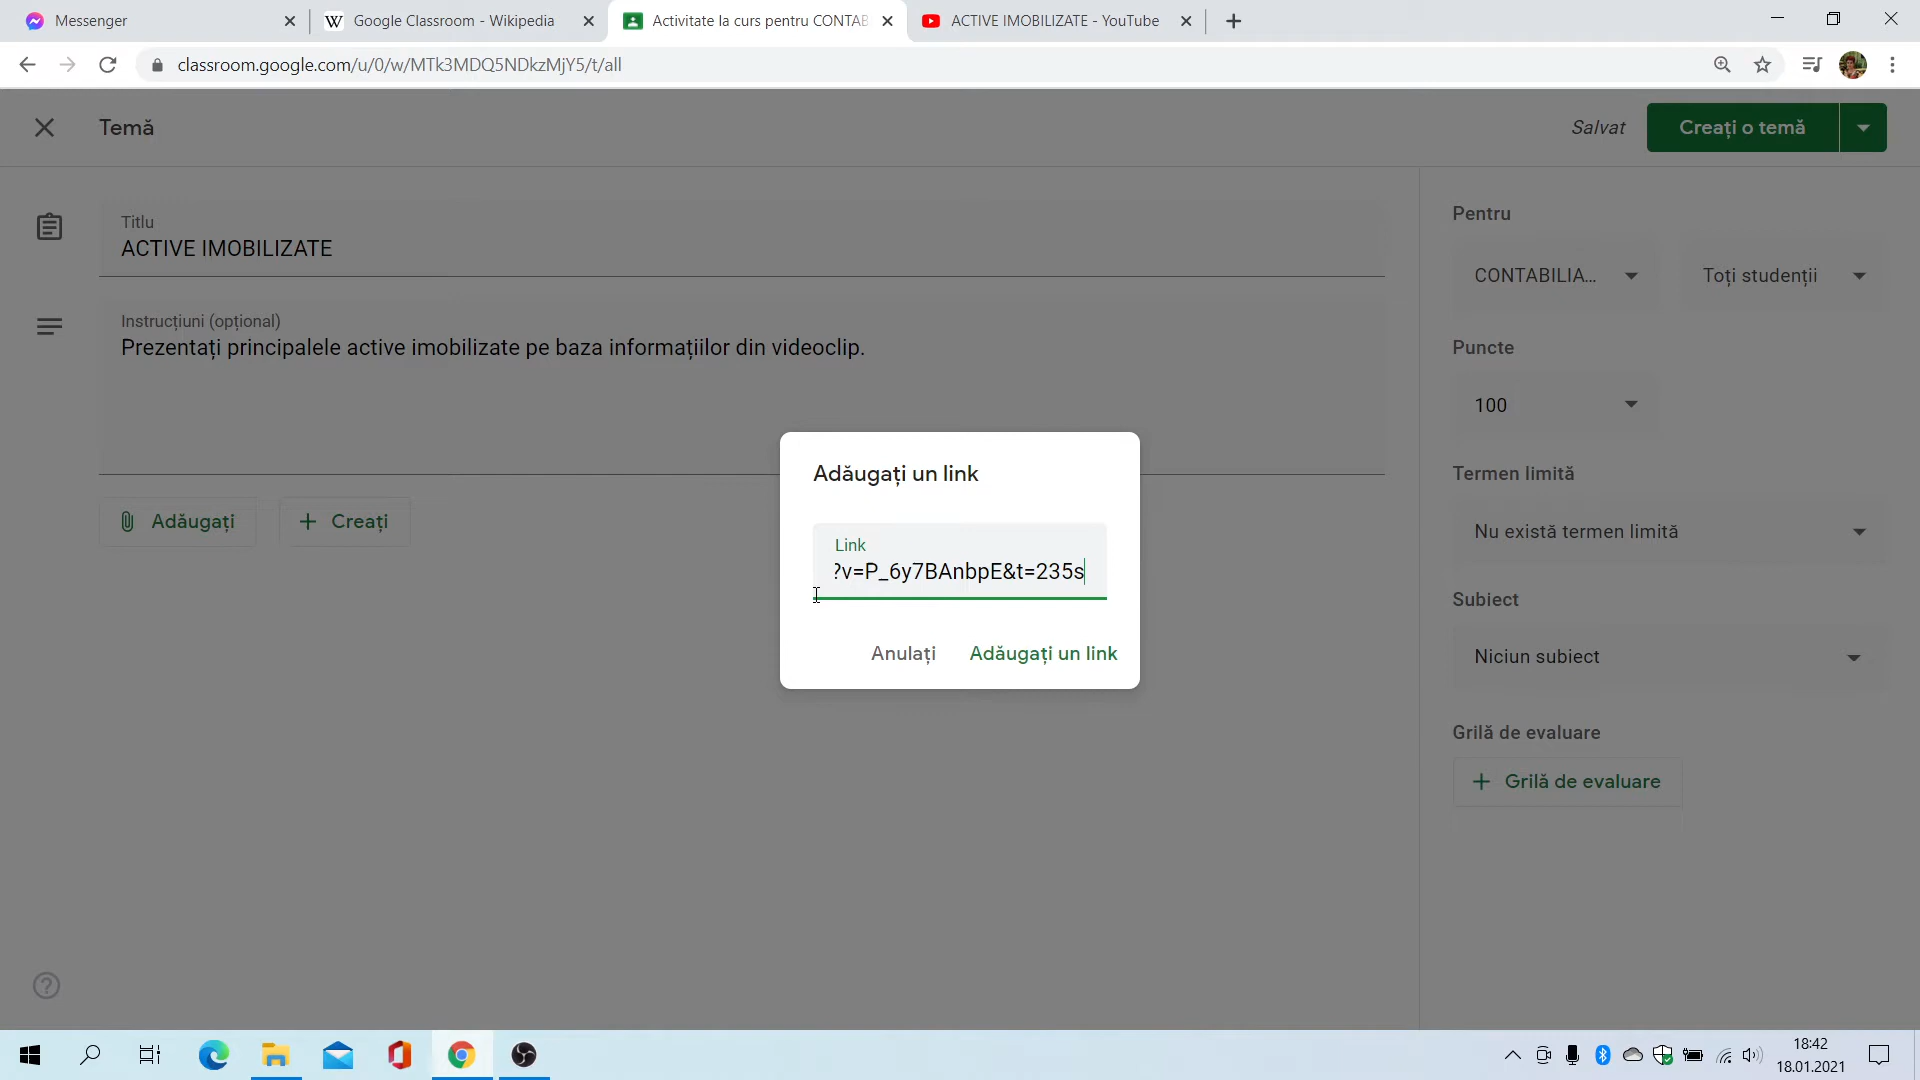 Messenger
Google Classroom - Wikipedia
Activitate la curs pentru CONTAB
ACTIVE IMOBILIZATE - YouTube
classroom.google.com/u/0/w/MTk3MDQ5NDkzMjY5/t/all
Temă
Salvat
Creați o temă
Titlu
ACTIVE IMOBILIZATE
Instrucțiuni (opțional)
Prezentați principalele active imobilizate pe baza informațiilor din videoclip.
Adăugați
Creați
Adăugați un link
Link
?v=P_6y7BAnbpE&t=235s
Anulați
Adăugați un link
Pentru
CONTABILIA...
Toți studenții
Puncte
100
Termen limită
Nu există termen limită
Subiect
Niciun subiect
Grilă de evaluare
Grilă de evaluare
18:42
18.01.2021